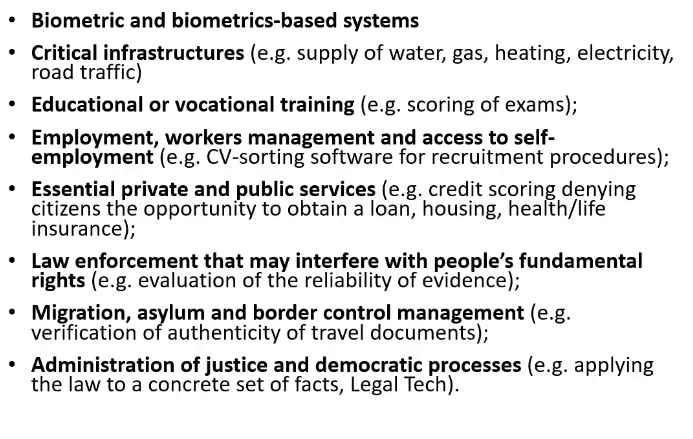 • Biometric and biometrics-based systems
• Critical infrastructures (e.g. supply of water, gas, heating, electricity,
road traffic)
• Educational or vocational training (e.g. scoring of exams);
• Employment, workers management and access to self-
employment (e.g. CV-sorting software for recruitment procedures);
• Essential private and public services (e.g. credit scoring denying
citizens the opportunity to obtain a loan, housing, health/life
insurance);
• Law enforcement that may interfere with people’s fundamental
rights (e.g. evaluation of the reliability of evidence);
• Migration, asylum and border control management (e.g.
verification of authenticity of travel documents);
• Administration of justice and democratic processes (e.g. applying
the law to a concrete set of facts, Legal Tech).